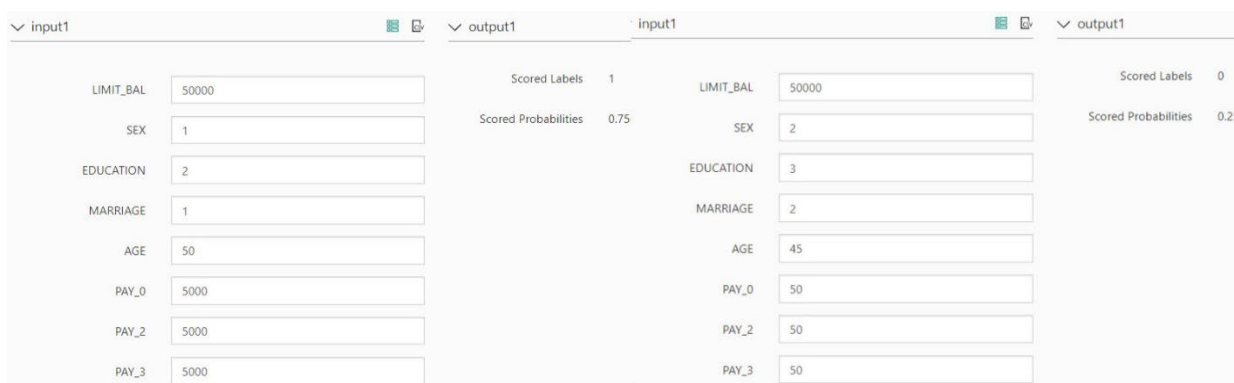 input1
output1
LIMIT_BAL 50000
Scored Labels 1
SEX 1
Scored Probabilities 0.75
EDUCATION 2
MARRIAGE 1
AGE 50
PAY_0 5000
PAY_2 5000
PAY_3 5000
input1
output1
LIMIT_BAL 50000
Scored Labels 0
SEX 2
Scored Probabilities 0.2
EDUCATION 3
MARRIAGE 2
AGE 45
PAY_0 50
PAY_2 50
PAY_3 50